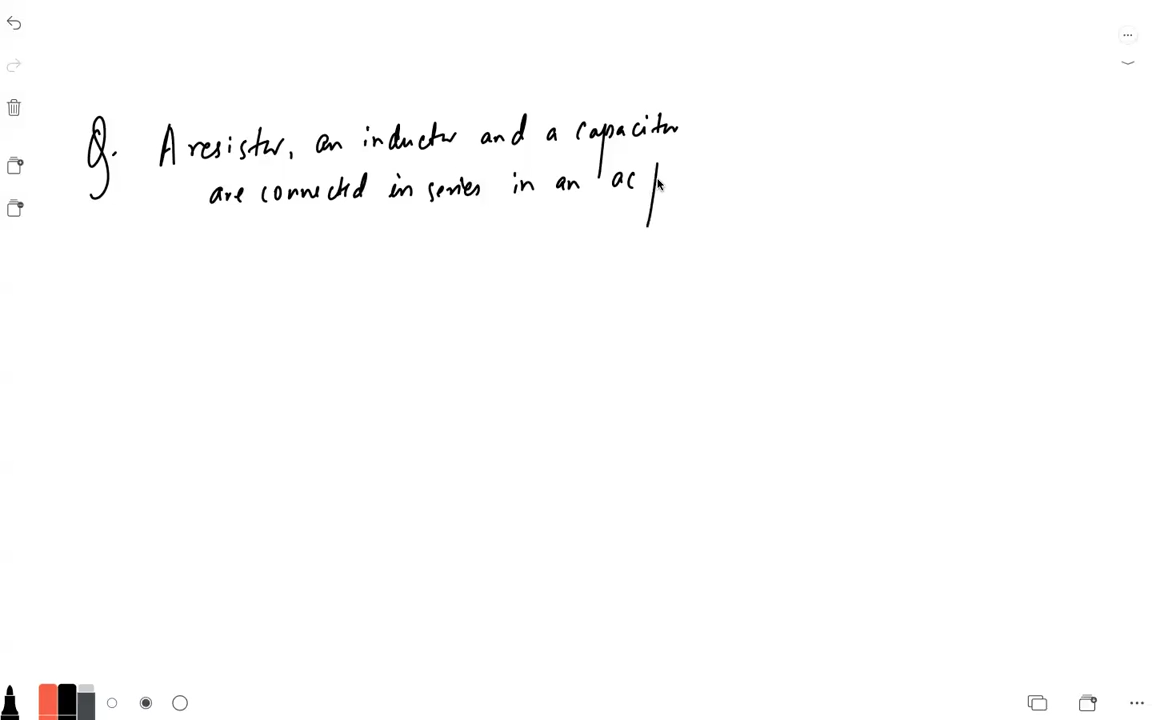 Q. A resistor, an inductor and a capacitor
are connected in series in an ac